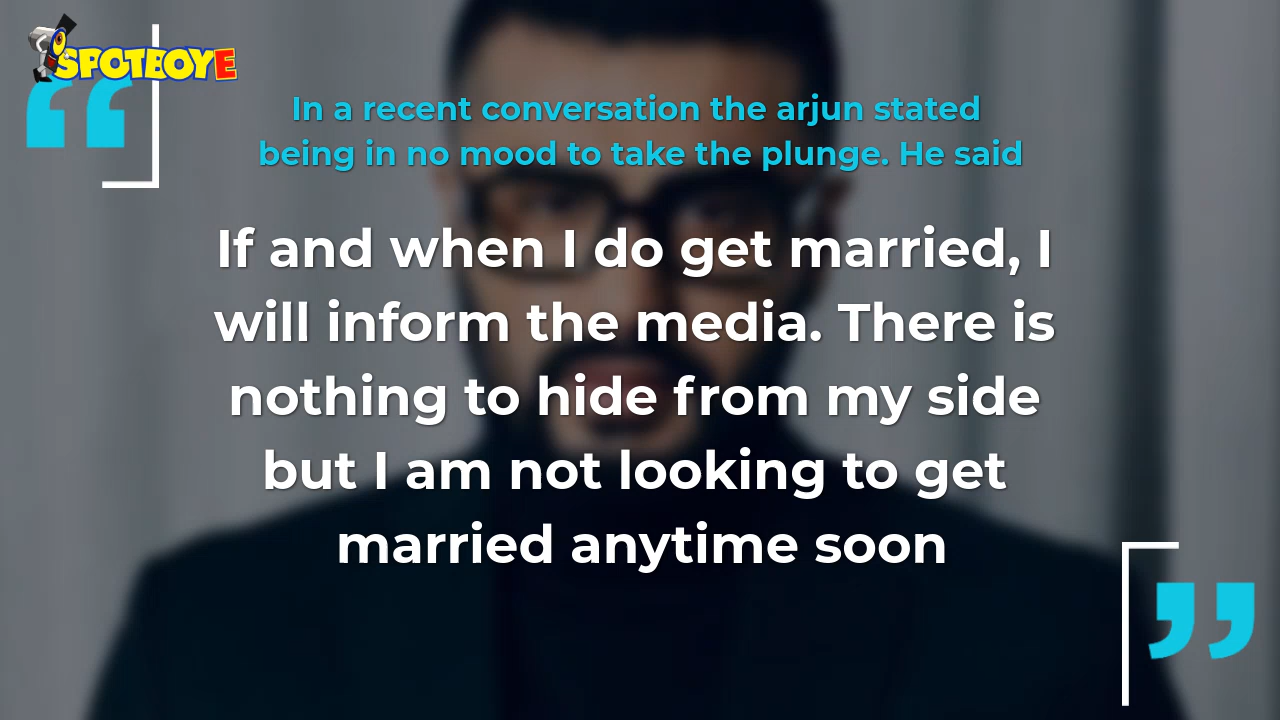 SPOTBOYE
In a recent conversation the arjun stated
being in no mood to take the plunge. He said
If and when I do get married, I
will inform the media. There is
nothing to hide from my side
but I am not looking to get
married anytime soon